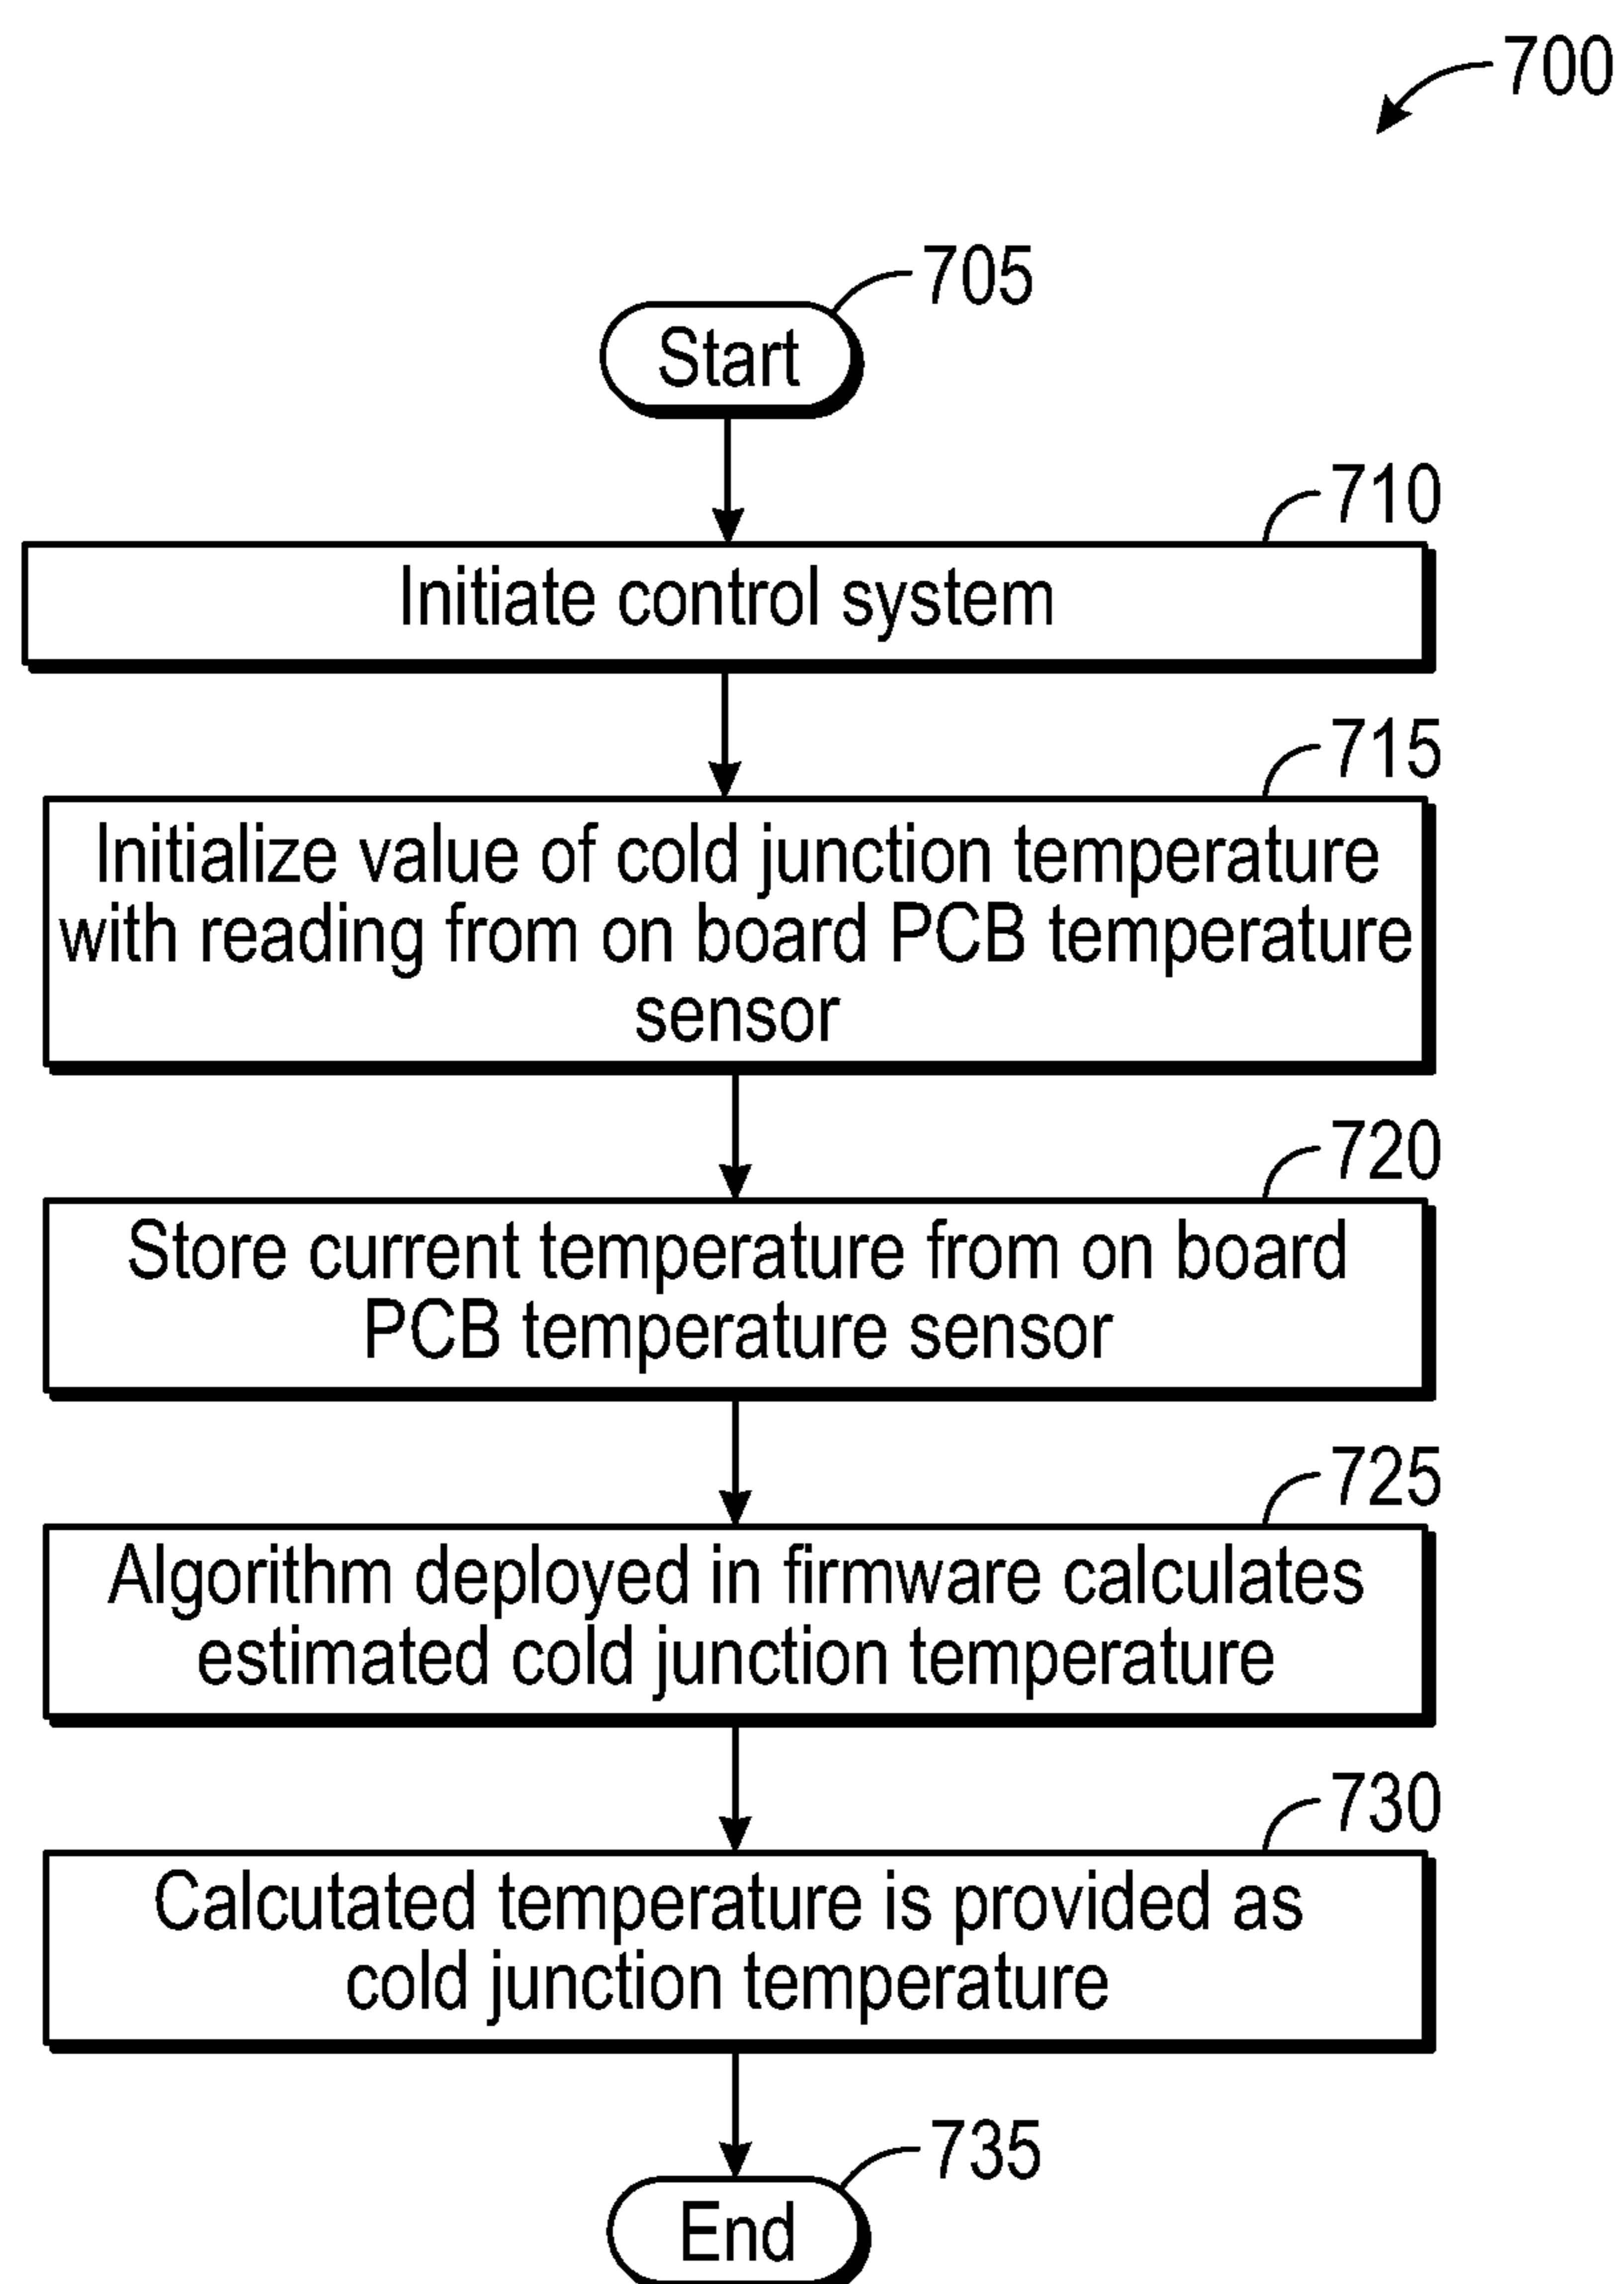 700
705
Start
710
Initiate control system
715
Initialize value of cold junction temperature
with reading from on board PCB temperature
sensor
720
Store current temperature from on board
PCB temperature sensor
725
Algorithm deployed in firmware calculates
estimated cold junction temperature
730
Calcutated temperature is provided as
cold junction temperature
735
End